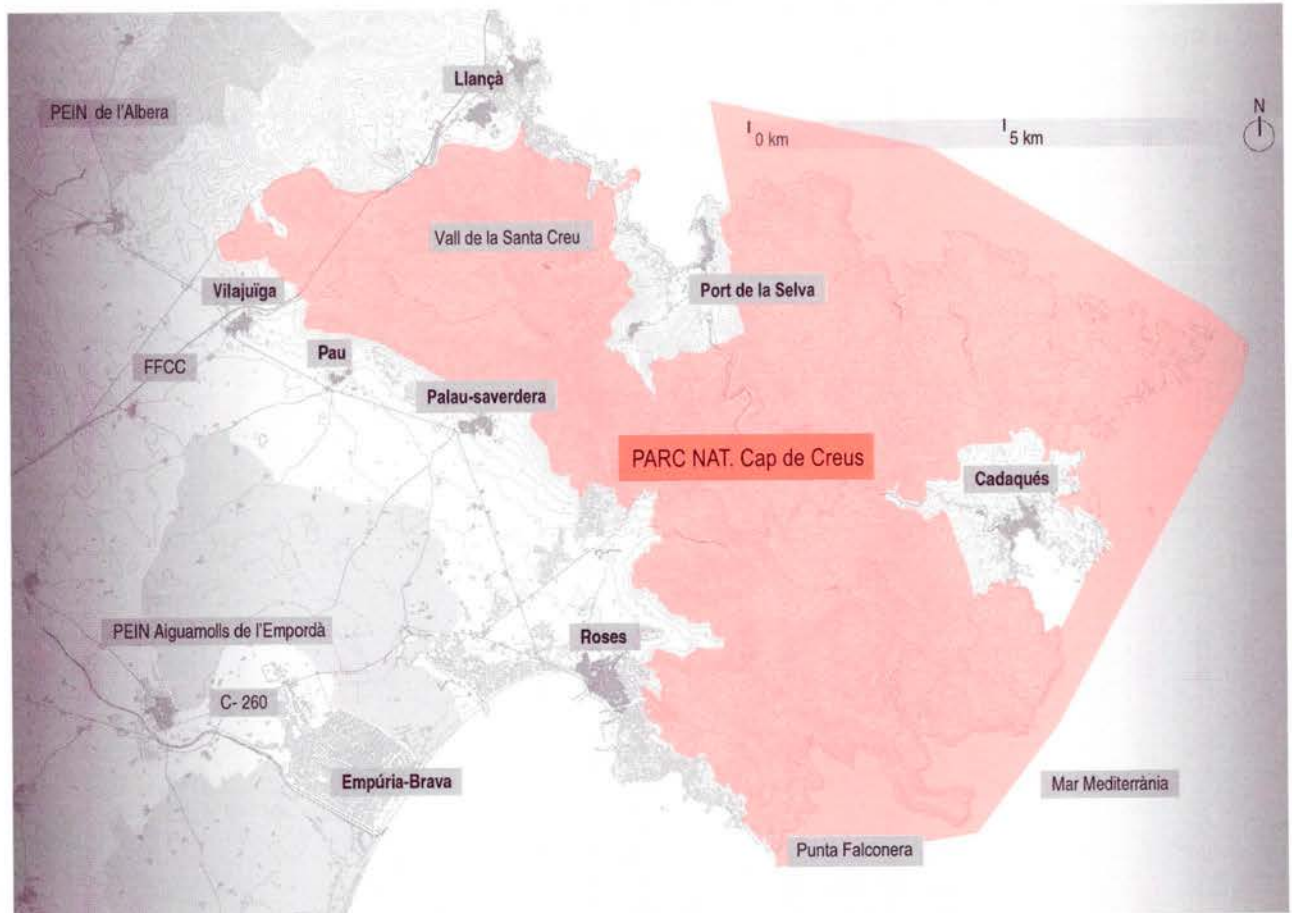 Llançà
PEIN de l'Albera
N
0 km
5 km
Vall de la Santa Creu
Vilajuïga
Port de la Selva
Pau
FFCC
Palau-saverdera
PARC NAT. Cap de Creus
Cadaqués
PEIN Aiguamolls de l'Empordà
Roses
C- 260
Empúria-Brava
Mar Mediterrània
Punta Falconera